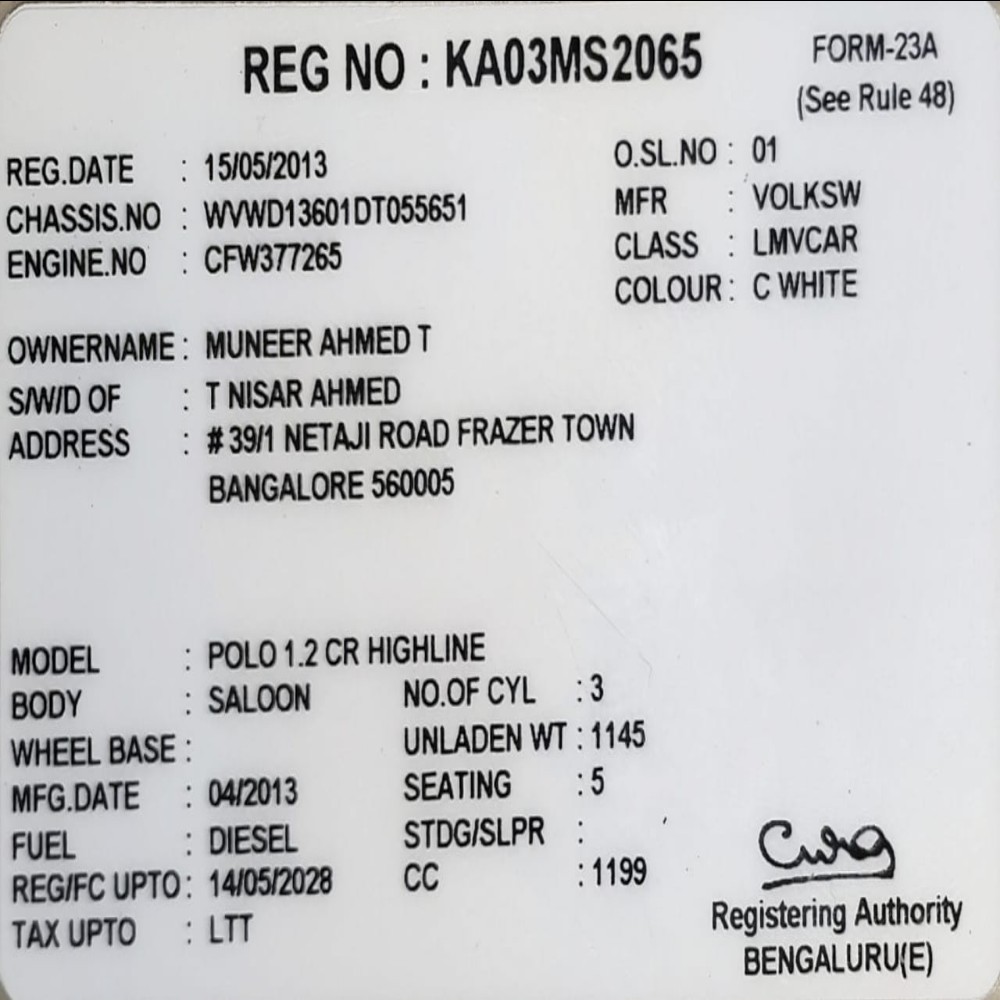 REG NO : KA03MS2065
FORM-23A
(See Rule 48)
REG.DATE : 15/05/2013
O.SL.NO : 01
CHASSIS.NO : WVWD13601DT055651
MFR : VOLKSW
ENGINE.NO : CFW377265
CLASS : LMVCAR
COLOUR : C WHITE
OWNERNAME : MUNEER AHMED T
S/W/D OF : T NISAR AHMED
ADDRESS : # 39/1 NETAJI ROAD FRAZER TOWN
BANGALORE 560005
MODEL : POLO 1.2 CR HIGHLINE
BODY : SALOON NO.OF CYL : 3
WHEEL BASE : UNLADEN WT : 1145
MFG.DATE : 04/2013 SEATING : 5
FUEL : DIESEL STDG/SLPR :
REG/FC UPTO : 14/05/2028 CC : 1199
TAX UPTO : LTT
Registering Authority
BENGALURU(E)